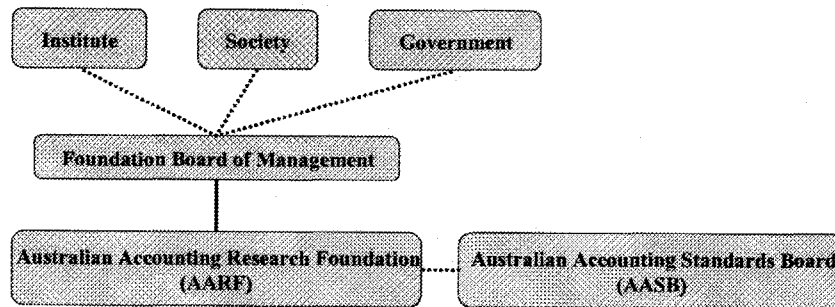 Institute
Society
Government
Foundation Board of Management
Australian Accounting Research Foundation
(AARF)
Australian Accounting Standards Board
(AASB)